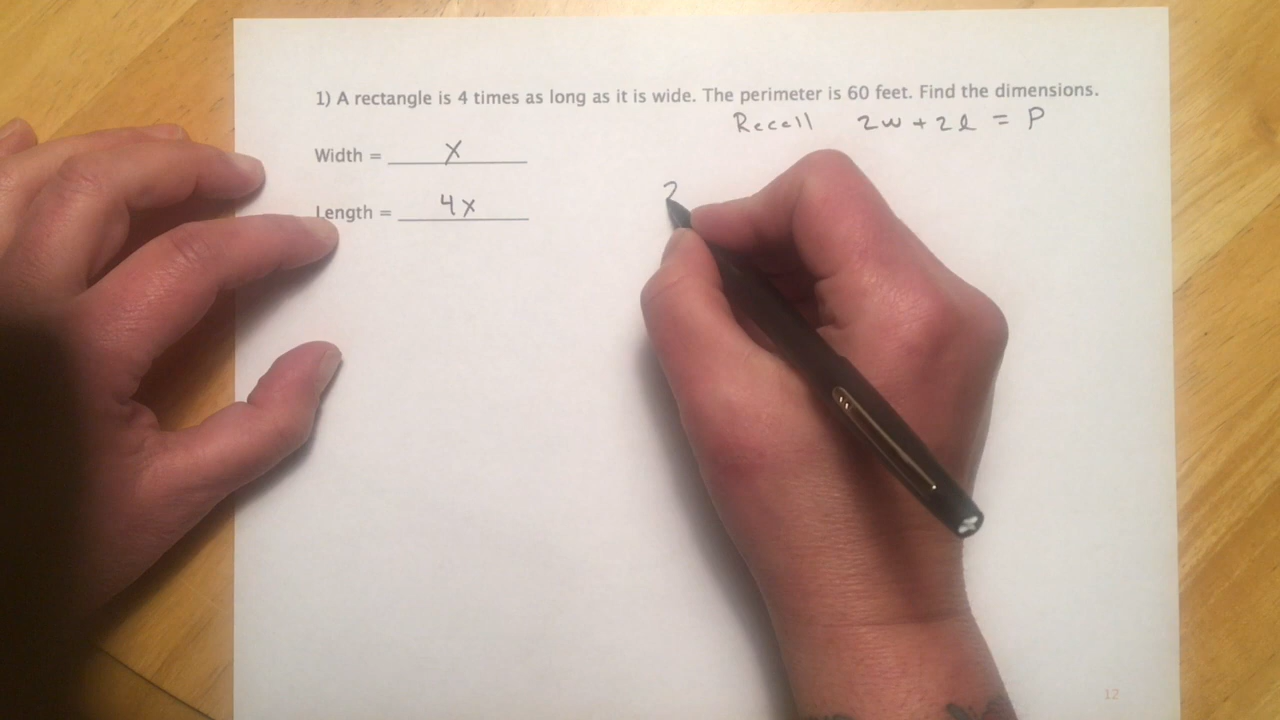 1) A rectangle is 4 times as long as it is wide. The perimeter is 60 feet. Find the dimensions.
Recall 2w + 2l = P
Width = x
Length = 4x
2
12